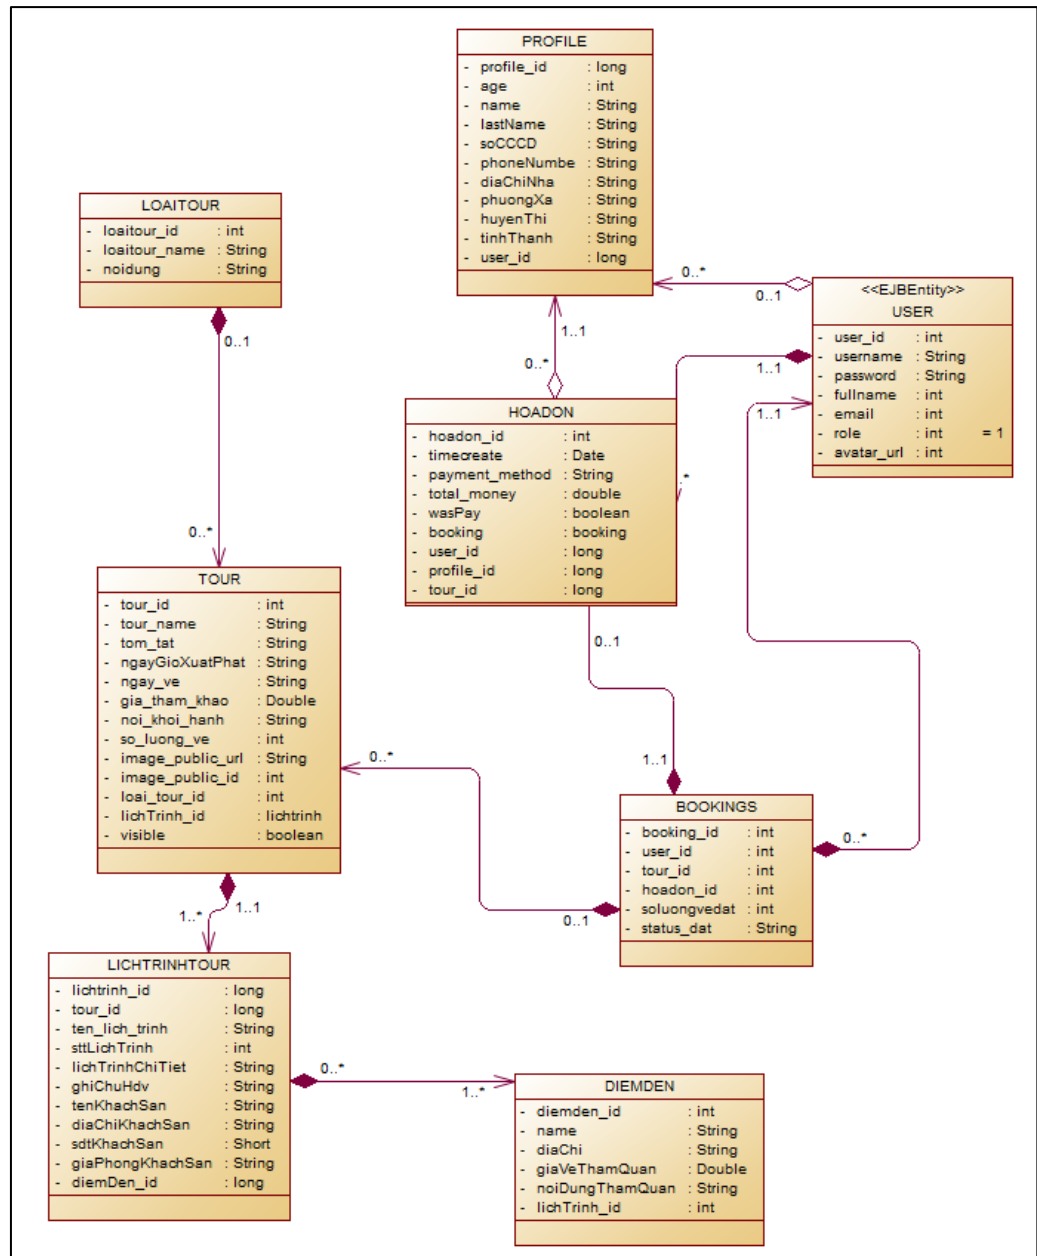 PROFILE
- profile_id : long
- age : int
- name : String
- lastName : String
- soCCCD : String
- phoneNumbe : String
- diaChiNha : String
- phuongXa : String
- huyenThi : String
- tinhThanh : String
- user_id : long
LOAITOUR
- loaitour_id : int
- loaitour_name : String
- noidung : String
0..1
0..*
0..*
0..1
1..1
0..*
<<EJBEntity>>
USER
- user_id : int
- username : String
- password : String
- fullname : int
- email : int
- role : int = 1
- avatar_url : int
1..1
1..1
.*
HOADON
- hoadon_id : int
- timecreate : Date
- payment_method : String
- total_money : double
- wasPay : boolean
- booking : booking
- user_id : long
- profile_id : long
- tour_id : long
0..1
1..1
TOUR
- tour_id : int
- tour_name : String
- tom_tat : String
- ngayGioXuatPhat : String
- ngay_ve : String
- gia_tham_khao : Double
- noi_khoi_hanh : String
- so_luong_ve : int
- image_public_url : String
- image_public_id : int
- loai_tour_id : int
- lichTrinh_id : lichtrinh
- visible : boolean
0..*
0..1
BOOKINGS
- booking_id : int
- user_id : int
- tour_id : int
- hoadon_id : int
- soluongvedat : int
- status_dat : String
0..*
1..1
1..*
LICHTRINHTOUR
- lichtrinh_id : long
- tour_id : long
- ten_lich_trinh : String
- sttLichTrinh : int
- lichTrinhChiTiet : String
- ghiChuHdv : String
- tenKhachSan : String
- diaChiKhachSan : String
- sdtKhachSan : Short
- giaPhongKhachSan : String
- diemDen_id : long
0..*
1..*
DIEMDEN
- diemden_id : int
- name : String
- diaChi : String
- giaVeThamQuan : Double
- noiDungThamQuan : String
- lichTrinh_id : int